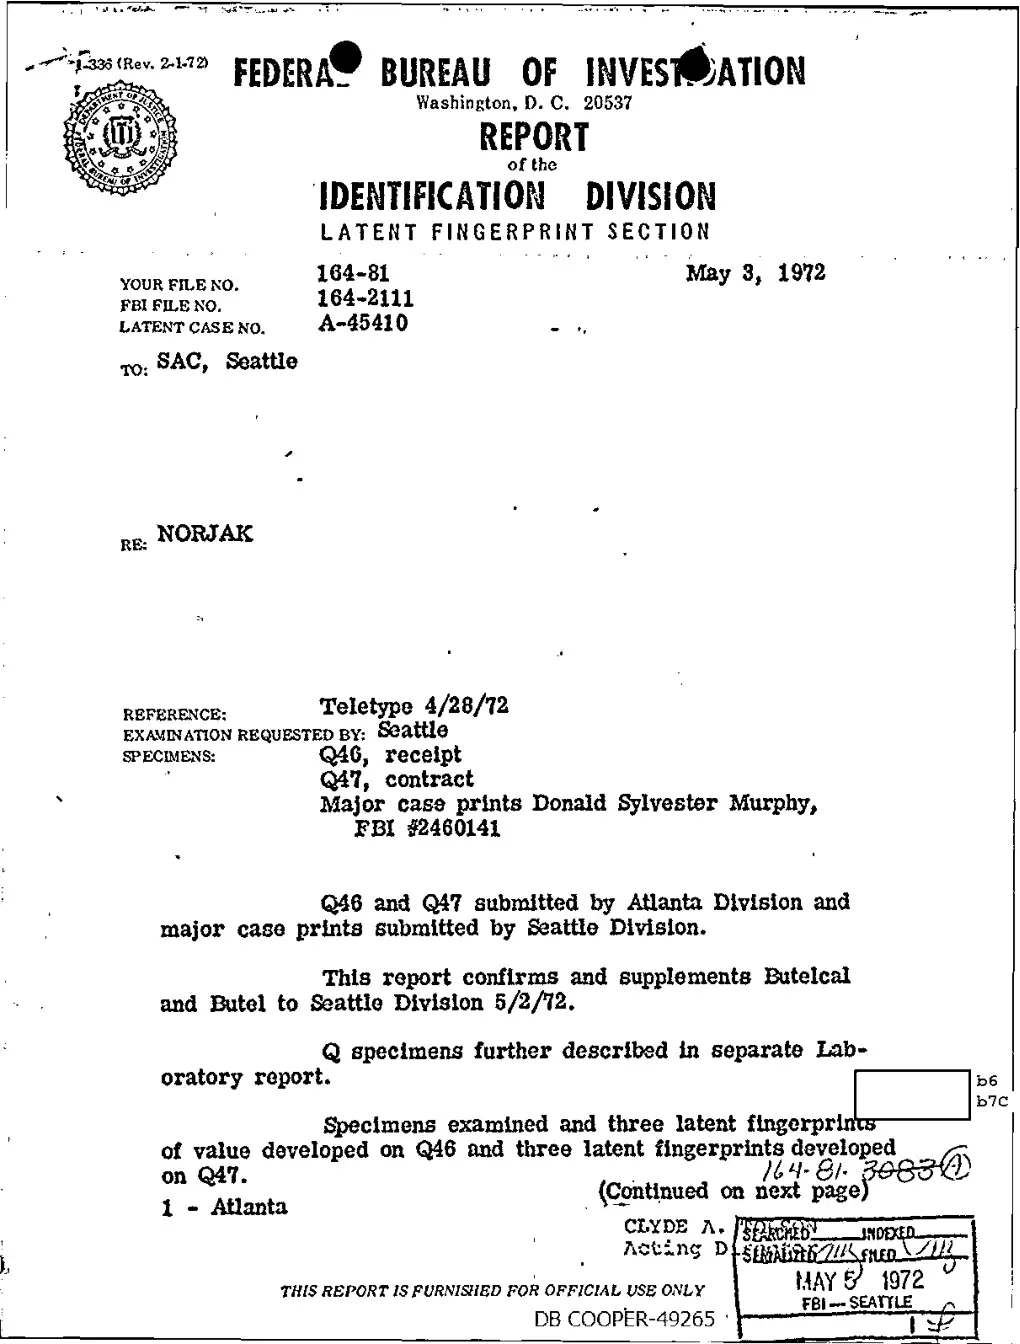 1-336 (Rev. 2-1-72)
FEDERAL BUREAU OF INVESTIGATION
Washington, D. C. 20537
REPORT
of the
IDENTIFICATION DIVISION
LATENT FINGERPRINT SECTION
YOUR FILE NO. 164-81 May 3, 1972
FBI FILE NO. 164-2111
LATENT CASE NO. A-45410
TO: SAC, Seattle
RE: NORJAK
REFERENCE: Teletype 4/28/72
EXAMINATION REQUESTED BY: Seattle
SPECIMENS: Q46, receipt
Q47, contract
Major case prints Donald Sylvester Murphy,
FBI #2460141
Q46 and Q47 submitted by Atlanta Division and
major case prints submitted by Seattle Division.
This report confirms and supplements Butelcal
and Butel to Seattle Division 5/2/72.
Q specimens further described in separate Lab-
oratory report.
b6
b7C
Specimens examined and three latent fingerprints
of value developed on Q46 and three latent fingerprints developed
on Q47.
164-81-3083
(Continued on next page)
1 - Atlanta
CLYDE A.
Acting D
SEARCHED INDEXED
SERIALIZED FILED
MAY 5 1972
FBI — SEATTLE
THIS REPORT IS FURNISHED FOR OFFICIAL USE ONLY
DB COOPER-49265